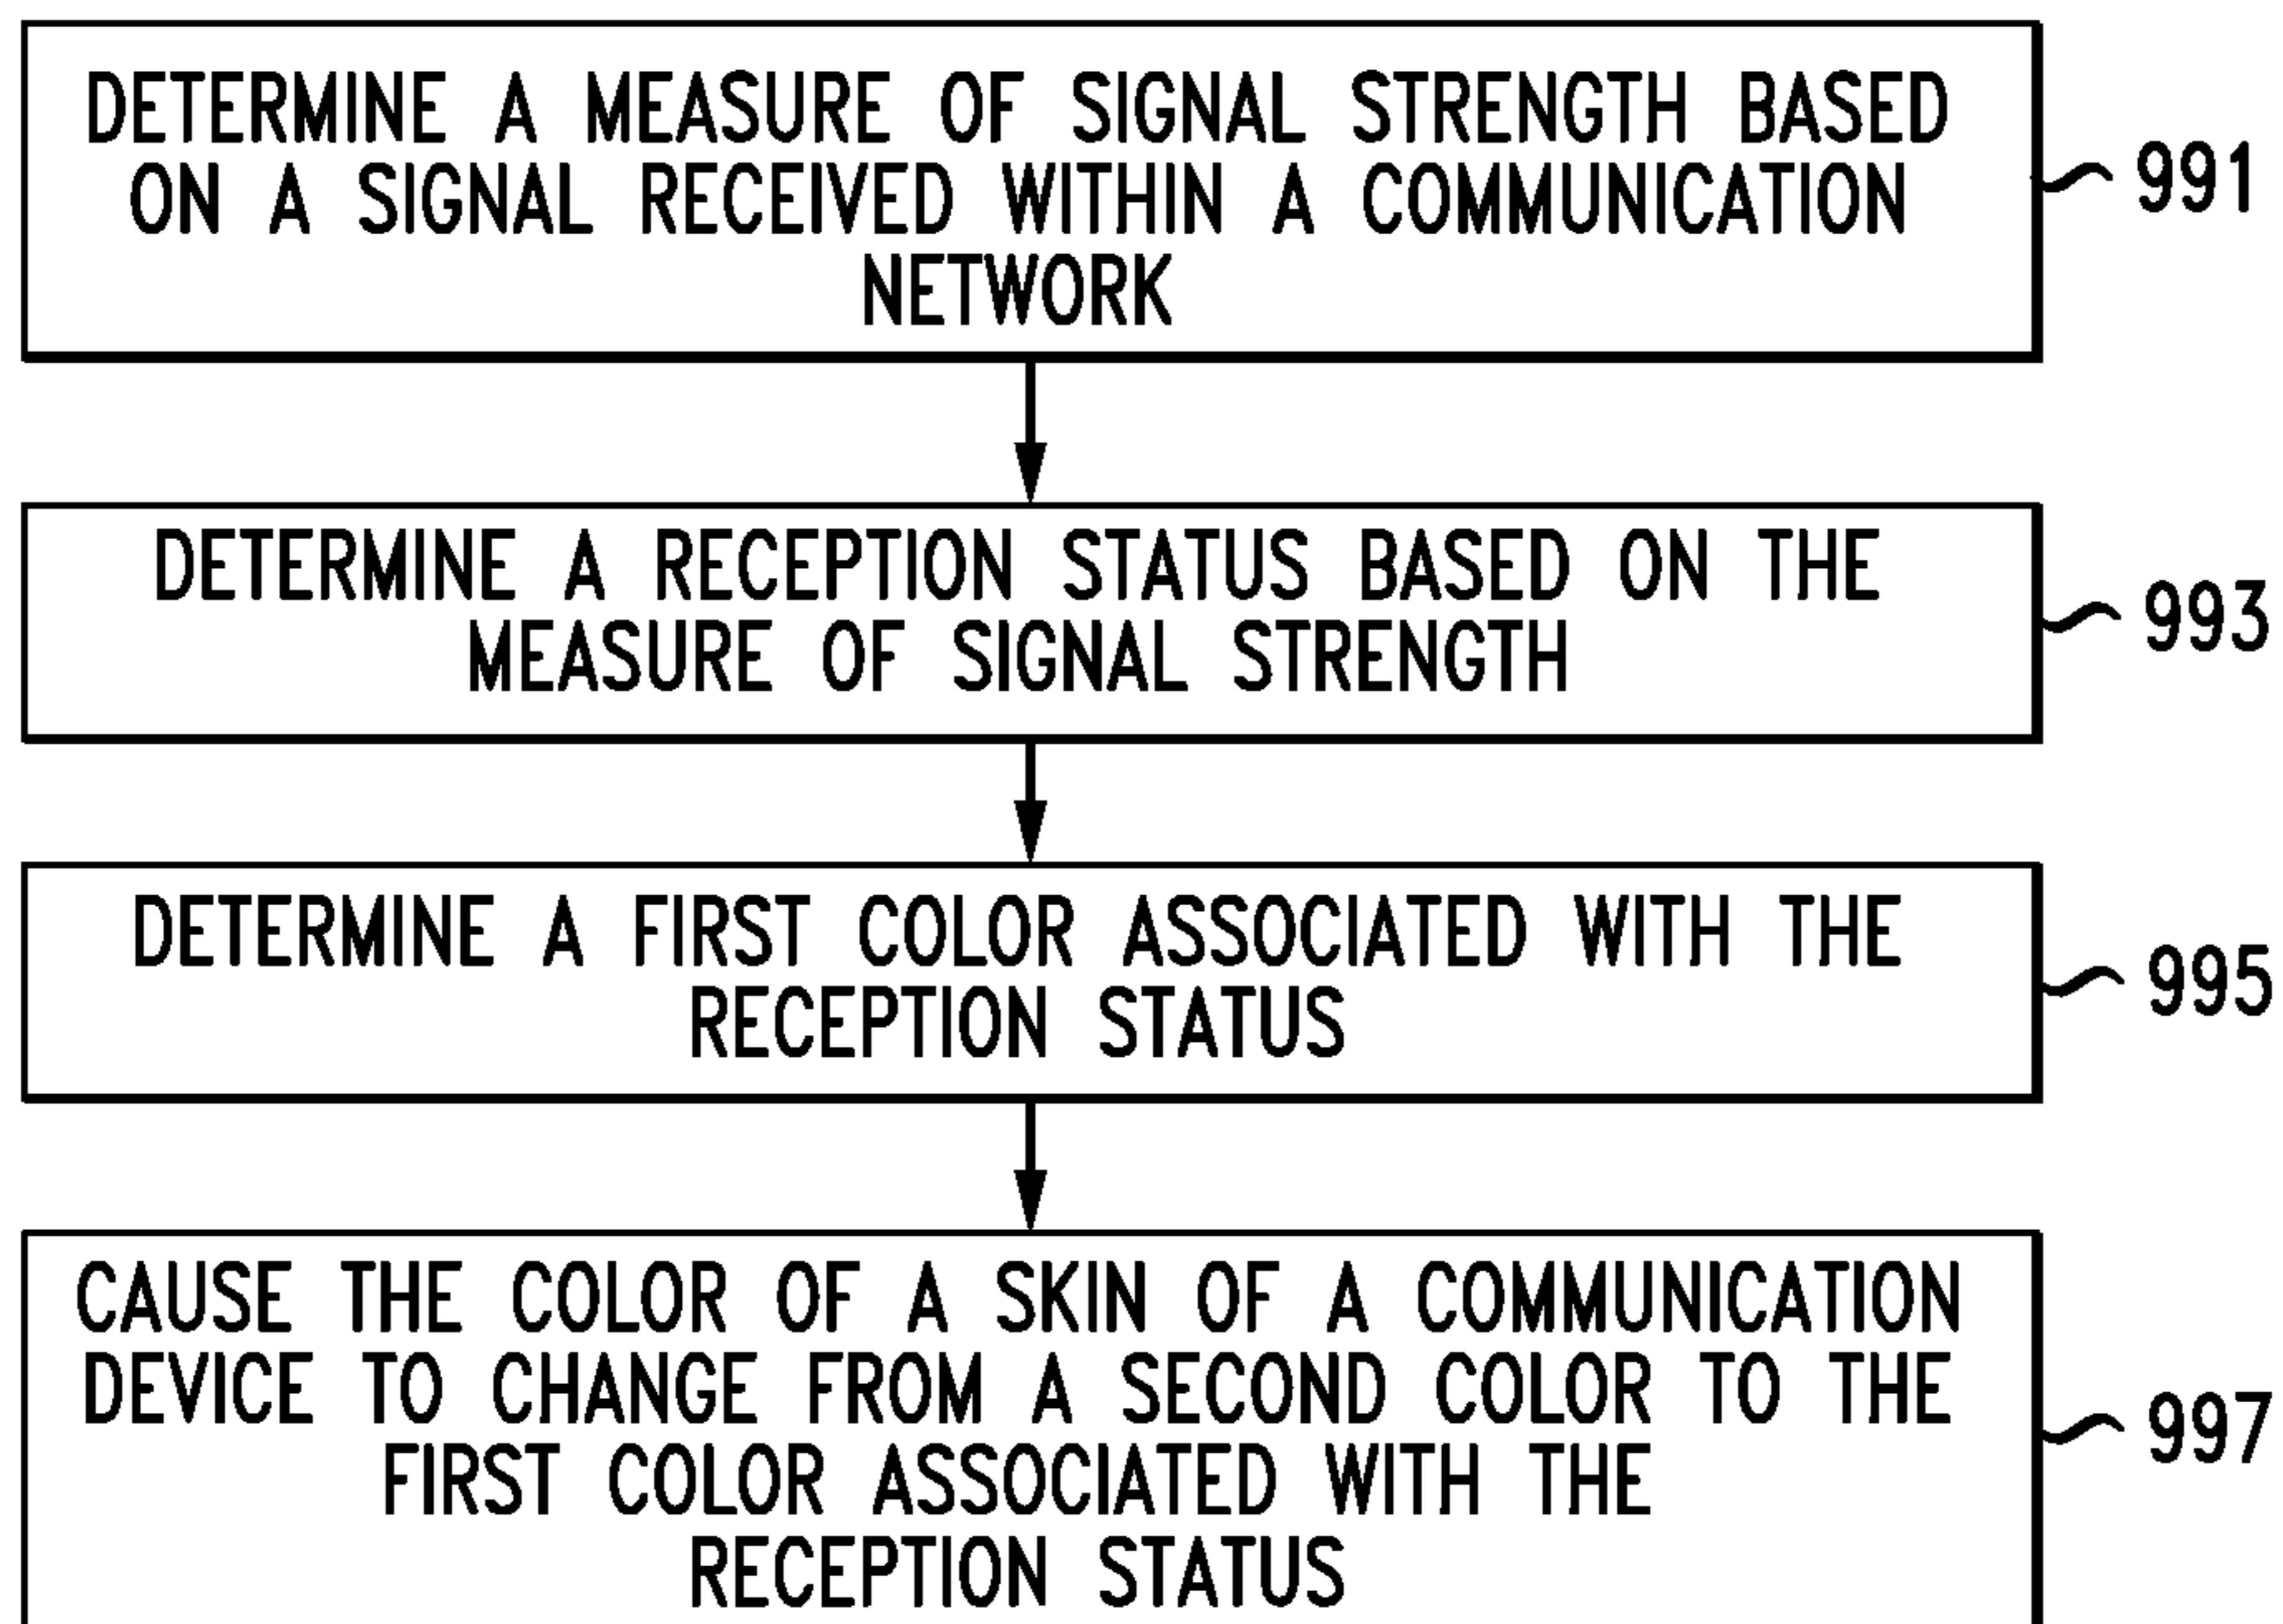 DETERMINE A MEASURE OF SIGNAL STRENGTH BASED
ON A SIGNAL RECEIVED WITHIN A COMMUNICATION
NETWORK
991
DETERMINE A RECEPTION STATUS BASED ON THE
MEASURE OF SIGNAL STRENGTH
993
DETERMINE A FIRST COLOR ASSOCIATED WITH THE
RECEPTION STATUS
995
CAUSE THE COLOR OF A SKIN OF A COMMUNICATION
DEVICE TO CHANGE FROM A SECOND COLOR TO THE
FIRST COLOR ASSOCIATED WITH THE
RECEPTION STATUS
997